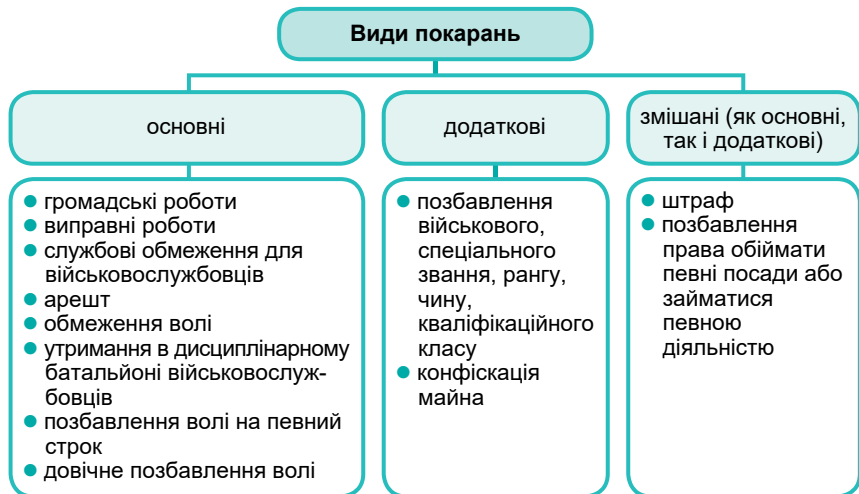 Види покарань
основні
додаткові
змішані (як основні,
так і додаткові)
● громадські роботи
● виправні роботи
● службові обмеження для
військовослужбовців
● арешт
● обмеження волі
● утримання в дисциплінарному
батальйоні військовослуж-
бовців
● позбавлення волі на певний
строк
● довічне позбавлення волі
● позбавлення
військового,
спеціального
звання, рангу,
чину,
кваліфікаційного
класу
● конфіскація
майна
● штраф
● позбавлення
права обіймати
певні посади або
займатися
певною
діяльністю